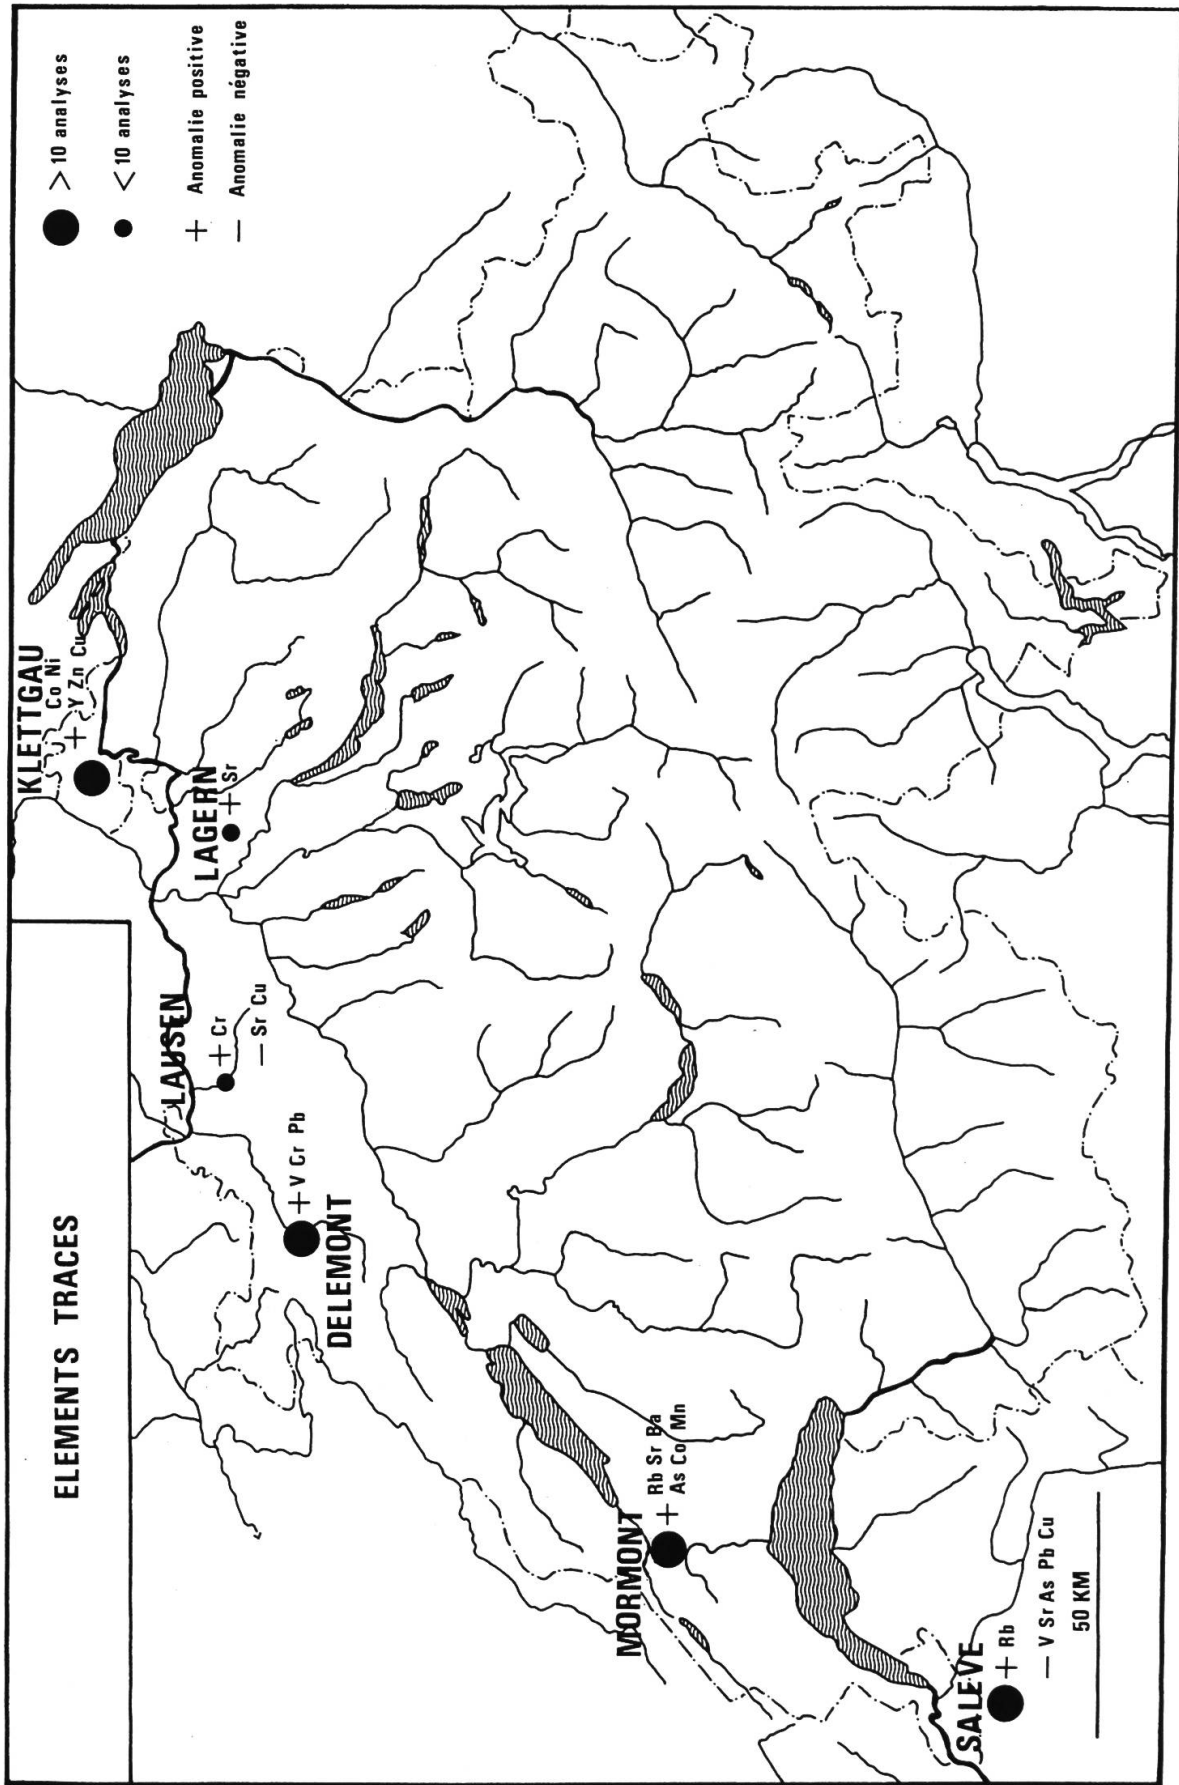 ELEMENTS TRACES
> 10 analyses
< 10 analyses
+ Anomalie positive
— Anomalie négative
KLETTGAU
+ Co Ni
Y Zn Cu
LAGERN
+ Sr
LAUSEN
+ Cr
— Sr Cu
+ V Cr Pb
DELEMONT
MORMONT
+ Rb Sr Ba
As Co Mn
SALEVE
+ Rb
— V Sr As Pb Cu
50 KM